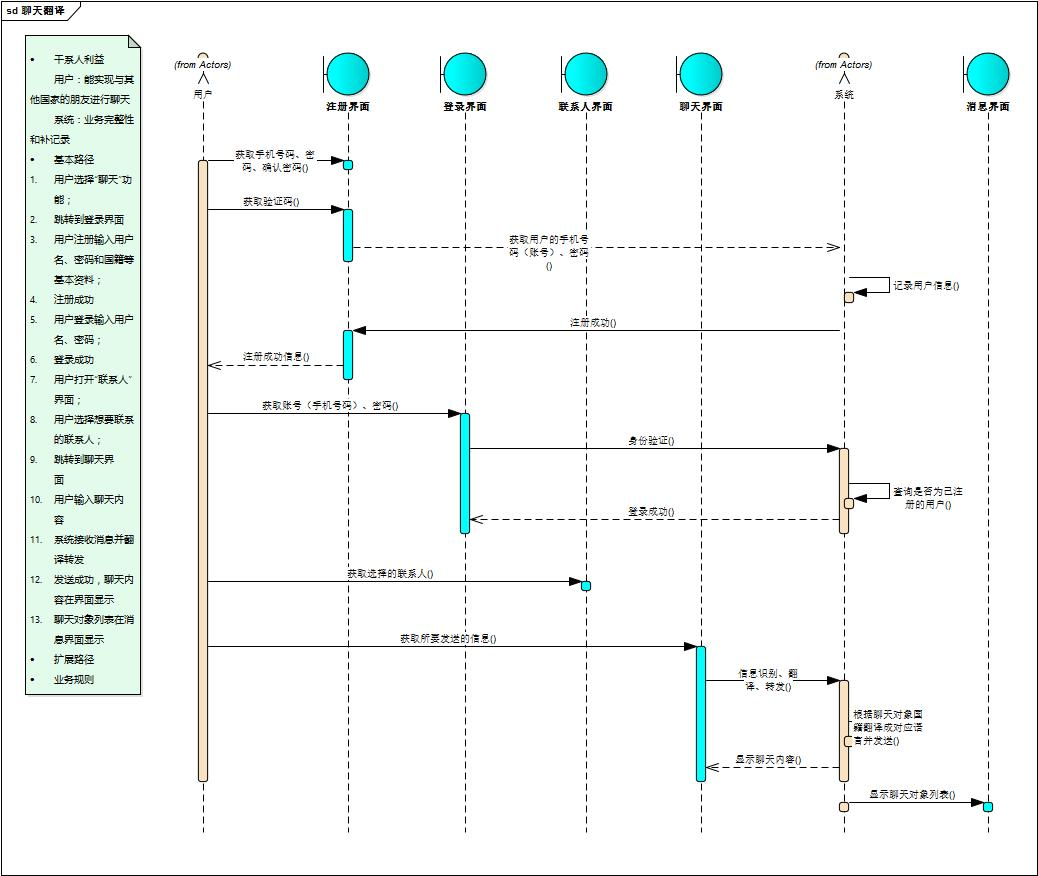 sd 聊天翻译
• 干系人利益
用户：能实现与其
他国家的朋友进行聊天
系统：业务完整性
和补记录
• 基本路径
1. 用户选择“聊天”功
能；
2. 跳转到登录界面
3. 用户注册输入用户
名、密码和国籍等
基本资料；
4. 注册成功
5. 用户登录输入用户
名、密码；
6. 登录成功
7. 用户打开“联系人”
界面；
8. 用户选择想要联系
的联系人；
9. 跳转到聊天界
面
10. 用户输入聊天内
容
11. 系统接收消息并翻
译转发
12. 发送成功，聊天内
容在界面显示
13. 聊天对象列表在消
息界面显示
• 扩展路径
• 业务规则
(from Actors)
用户
注册界面
登录界面
联系人界面
聊天界面
(from Actors)
系统
消息界面
获取手机号码、密
码、确认密码()
获取验证码()
获取用户的手机号
码（账号）、密码
()
记录用户信息()
注册成功()
注册成功信息()
获取账号（手机号码）、密码()
身份验证()
查询是否为已注
册的用户()
登录成功()
获取选择的联系人()
获取所要发送的信息()
信息识别、翻
译、转发()
根据聊天对象国
籍翻译成对应语
言并发送()
显示聊天内容()
显示聊天对象列表()